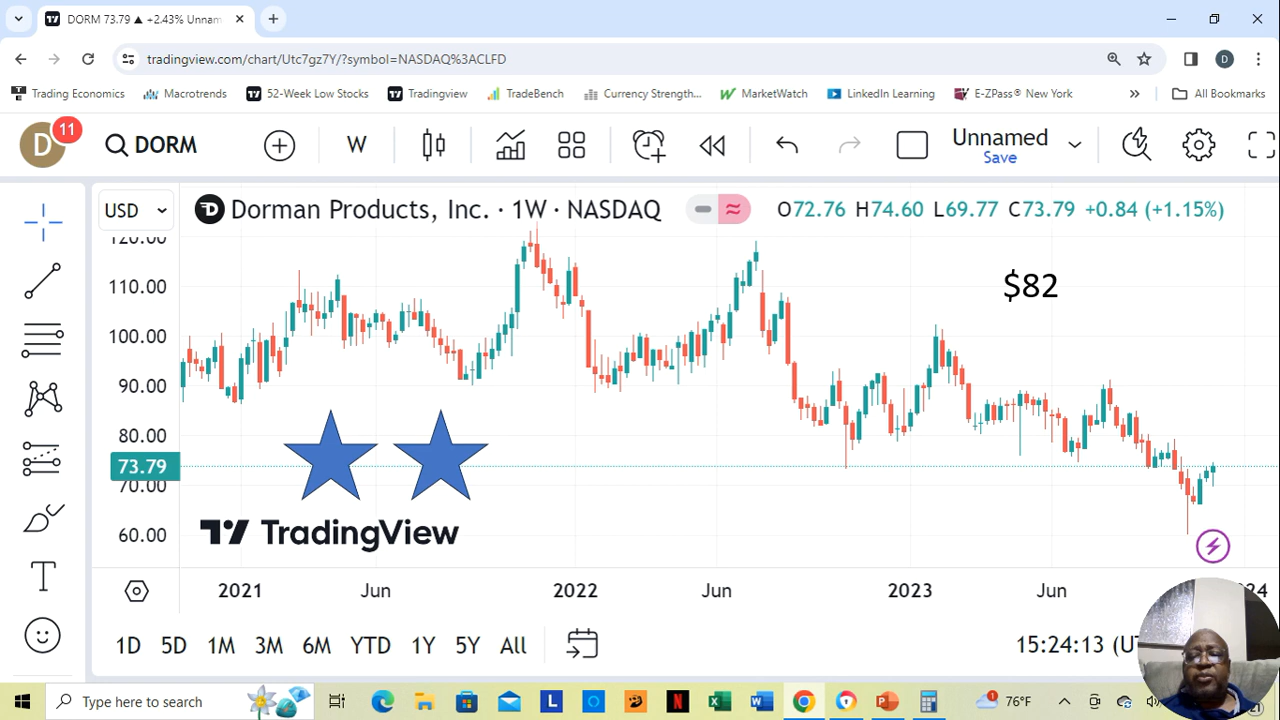 DORM 73.79 ▲ +2.43% Unnam
tradingview.com/chart/Utc7gz7Y/?symbol=NASDAQ%3ACLFD
D
Trading Economics
Macrotrends
52-Week Low Stocks
Tradingview
TradeBench
Currency Strength...
MarketWatch
LinkedIn Learning
E-ZPass® New York
All Bookmarks
D
11
DORM
W
Unnamed
Save
USD
Dorman Products, Inc. · 1W · NASDAQ
O72.76 H74.60 L69.77 C73.79 +0.84 (+1.15%)
120.00
110.00
100.00
90.00
80.00
73.79
70.00
60.00
$82
TradingView
2021
Jun
2022
Jun
2023
Jun
1D
5D
1M
3M
6M
YTD
1Y
5Y
All
15:24:13 (UT
Type here to search
1
76°F